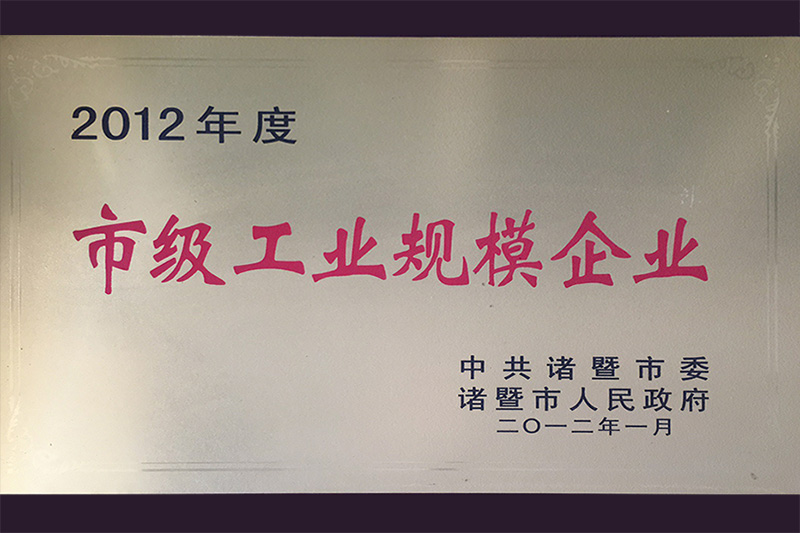 2012年度
市级工业规模企业
中共诸暨市委
诸暨市人民政府
二〇一二年一月